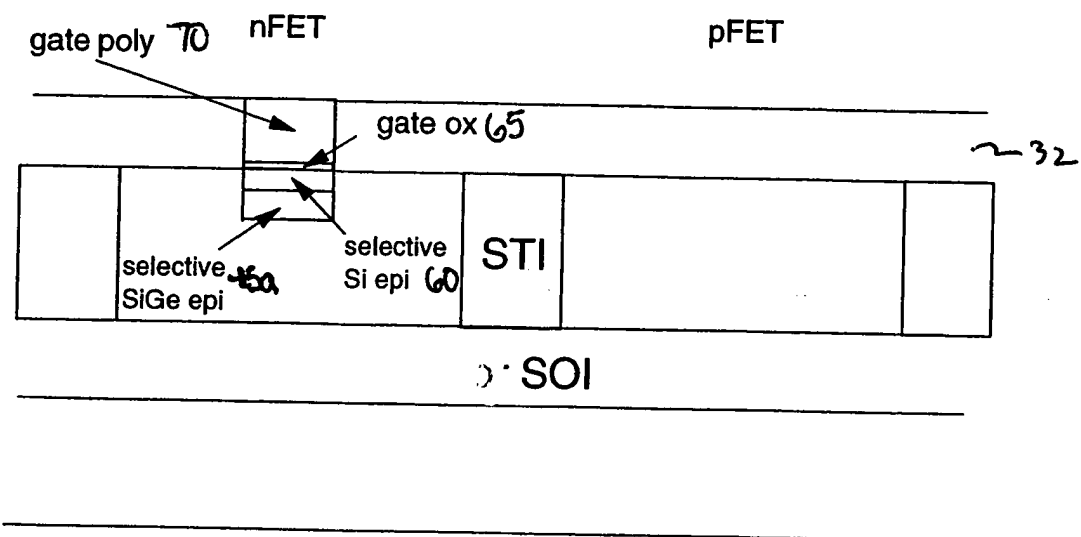 nFET
pFET
gate poly 70
gate ox 65
32
selective
SiGe epi
selective
Si epi 60
STI
SOI